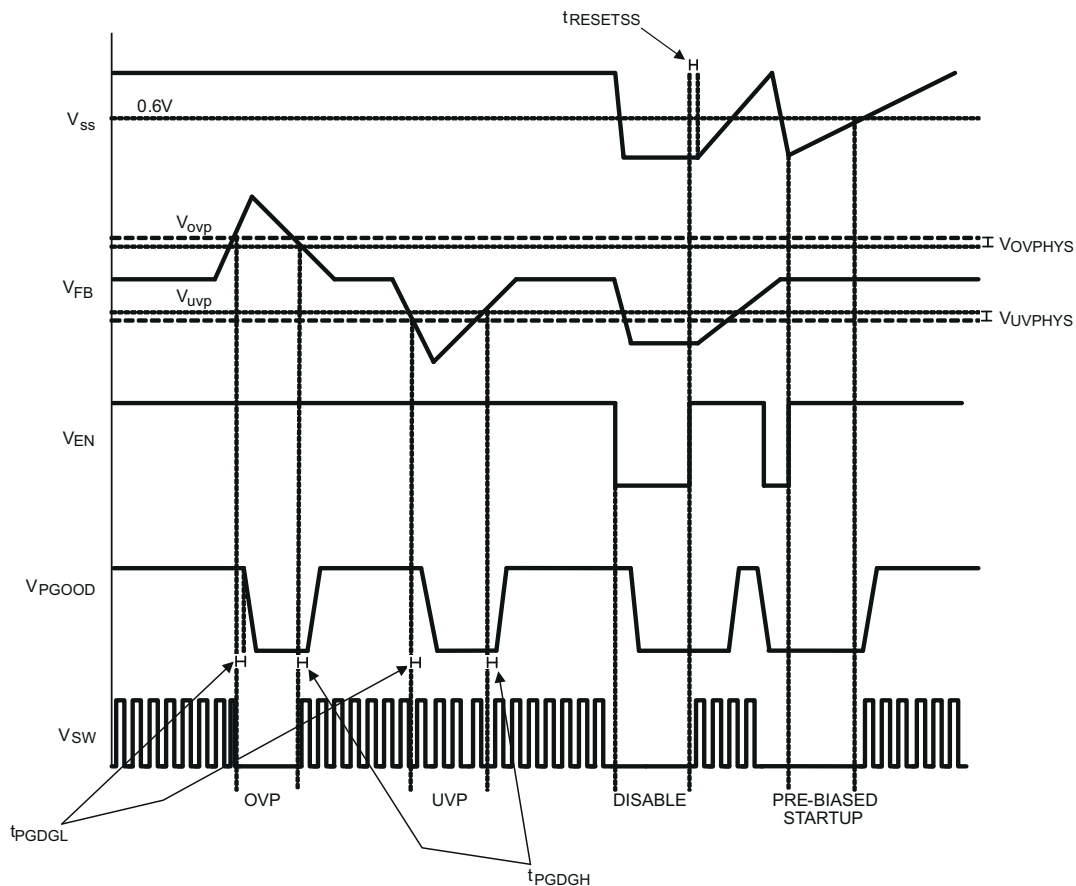 tRESETSS
0.6V
Vss
Vovp
VOVPHYS
VFB
Vuvp
VUVPHYS
VEN
VPGOOD
VSW
OVP
UVP
DISABLE
PRE-BIASED
STARTUP
tPGDGL
tPGDGH